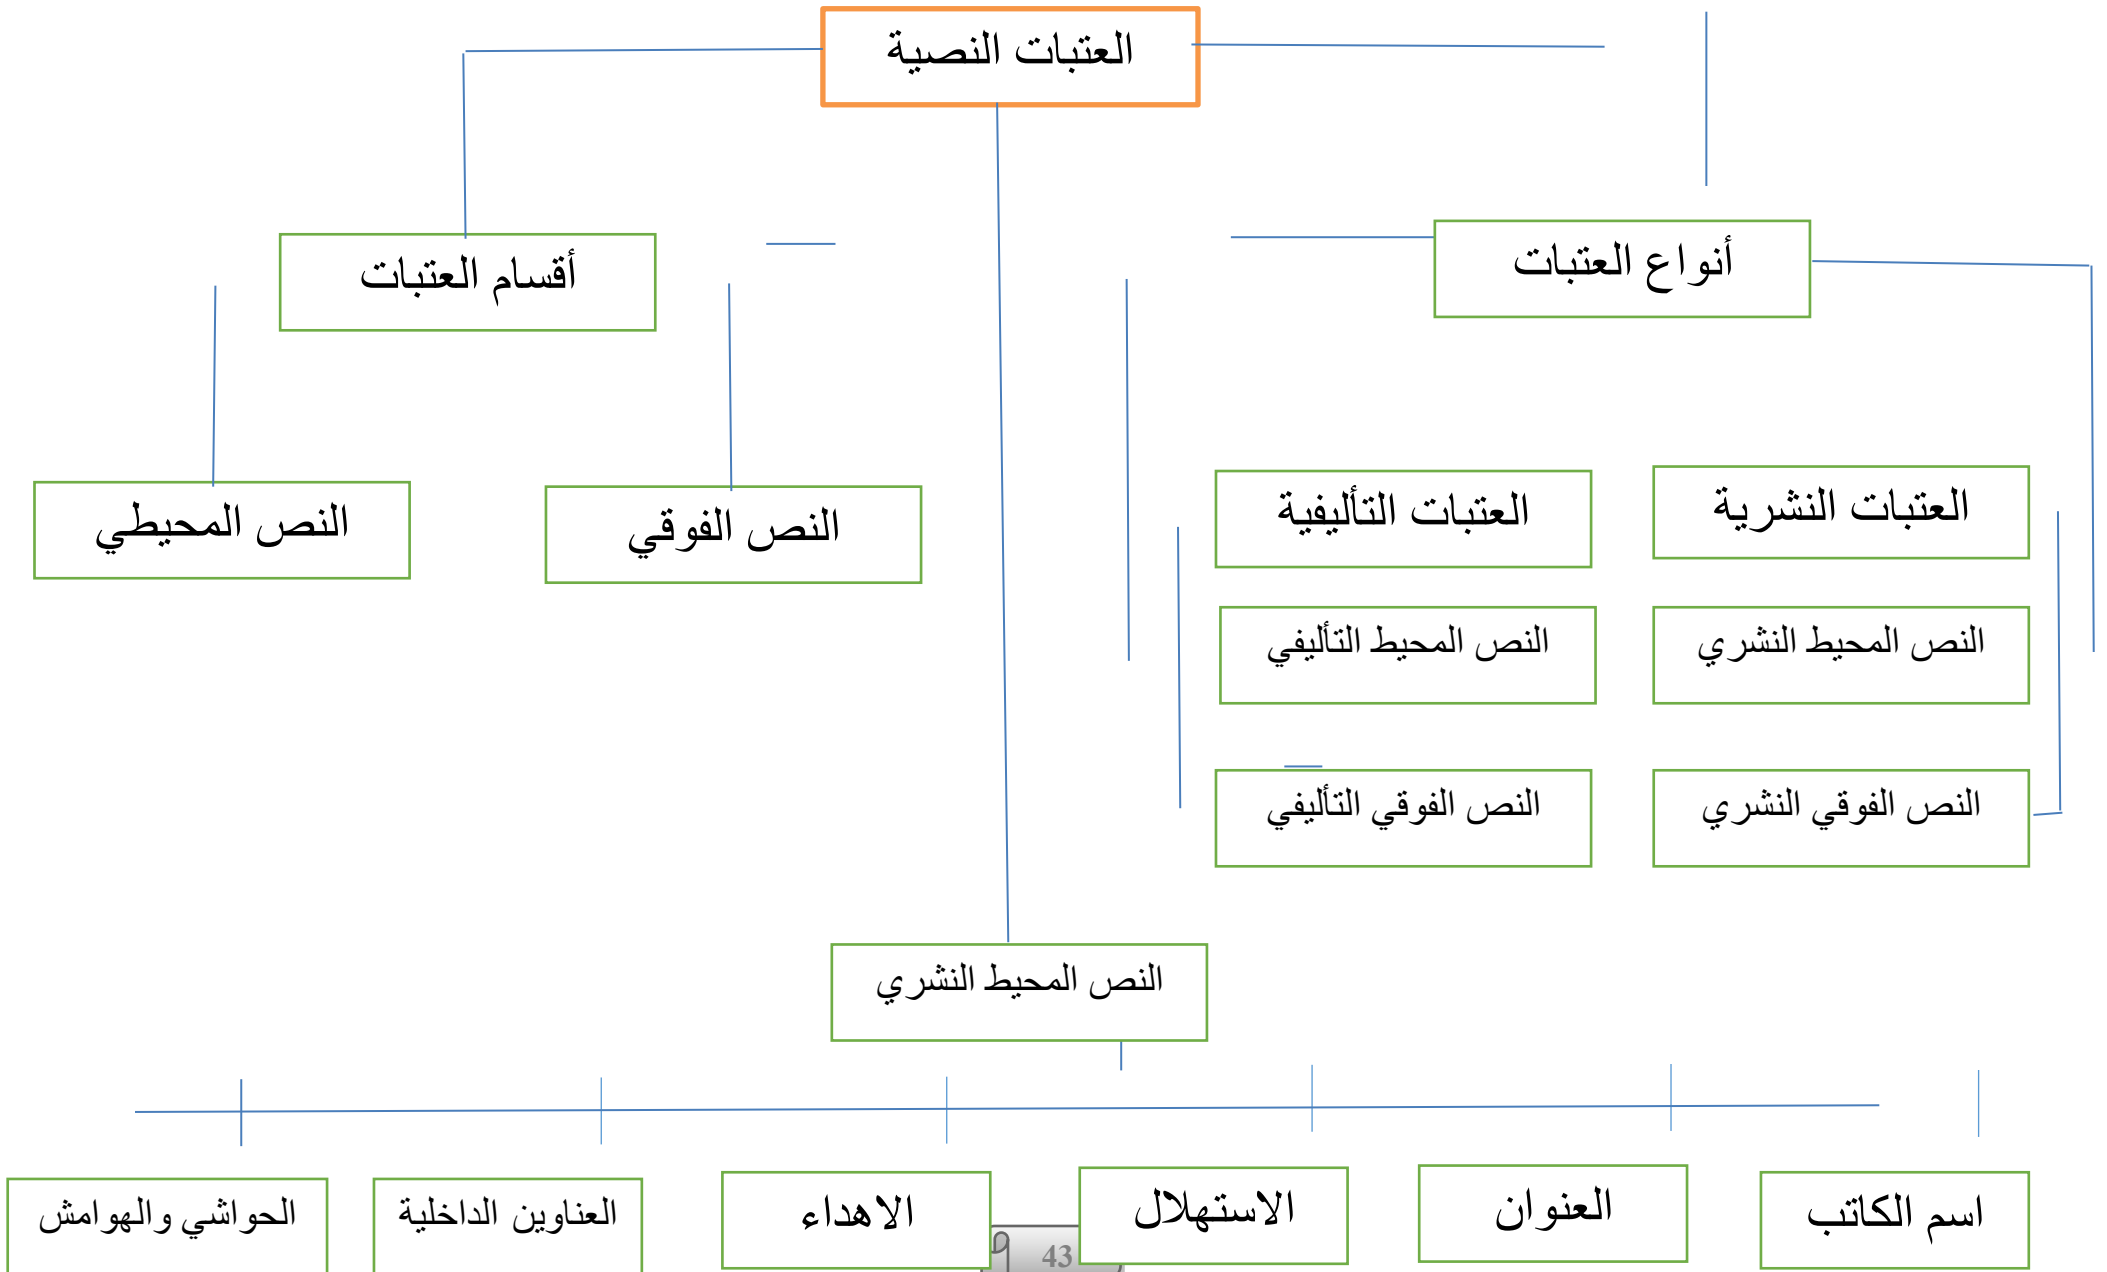 العتبات النصية
أنواع العتبات
أقسام العتبات
العتبات النشرية
العتبات التأليفية
النص الفوقي
النص المحيطي
النص المحيط النشري
النص المحيط التأليفي
النص الفوقي النشري
النص الفوقي التأليفي
النص المحيط النشري
اسم الكاتب
العنوان
الاستهلال
الاهداء
العناوين الداخلية
الحواشي والهوامش
43